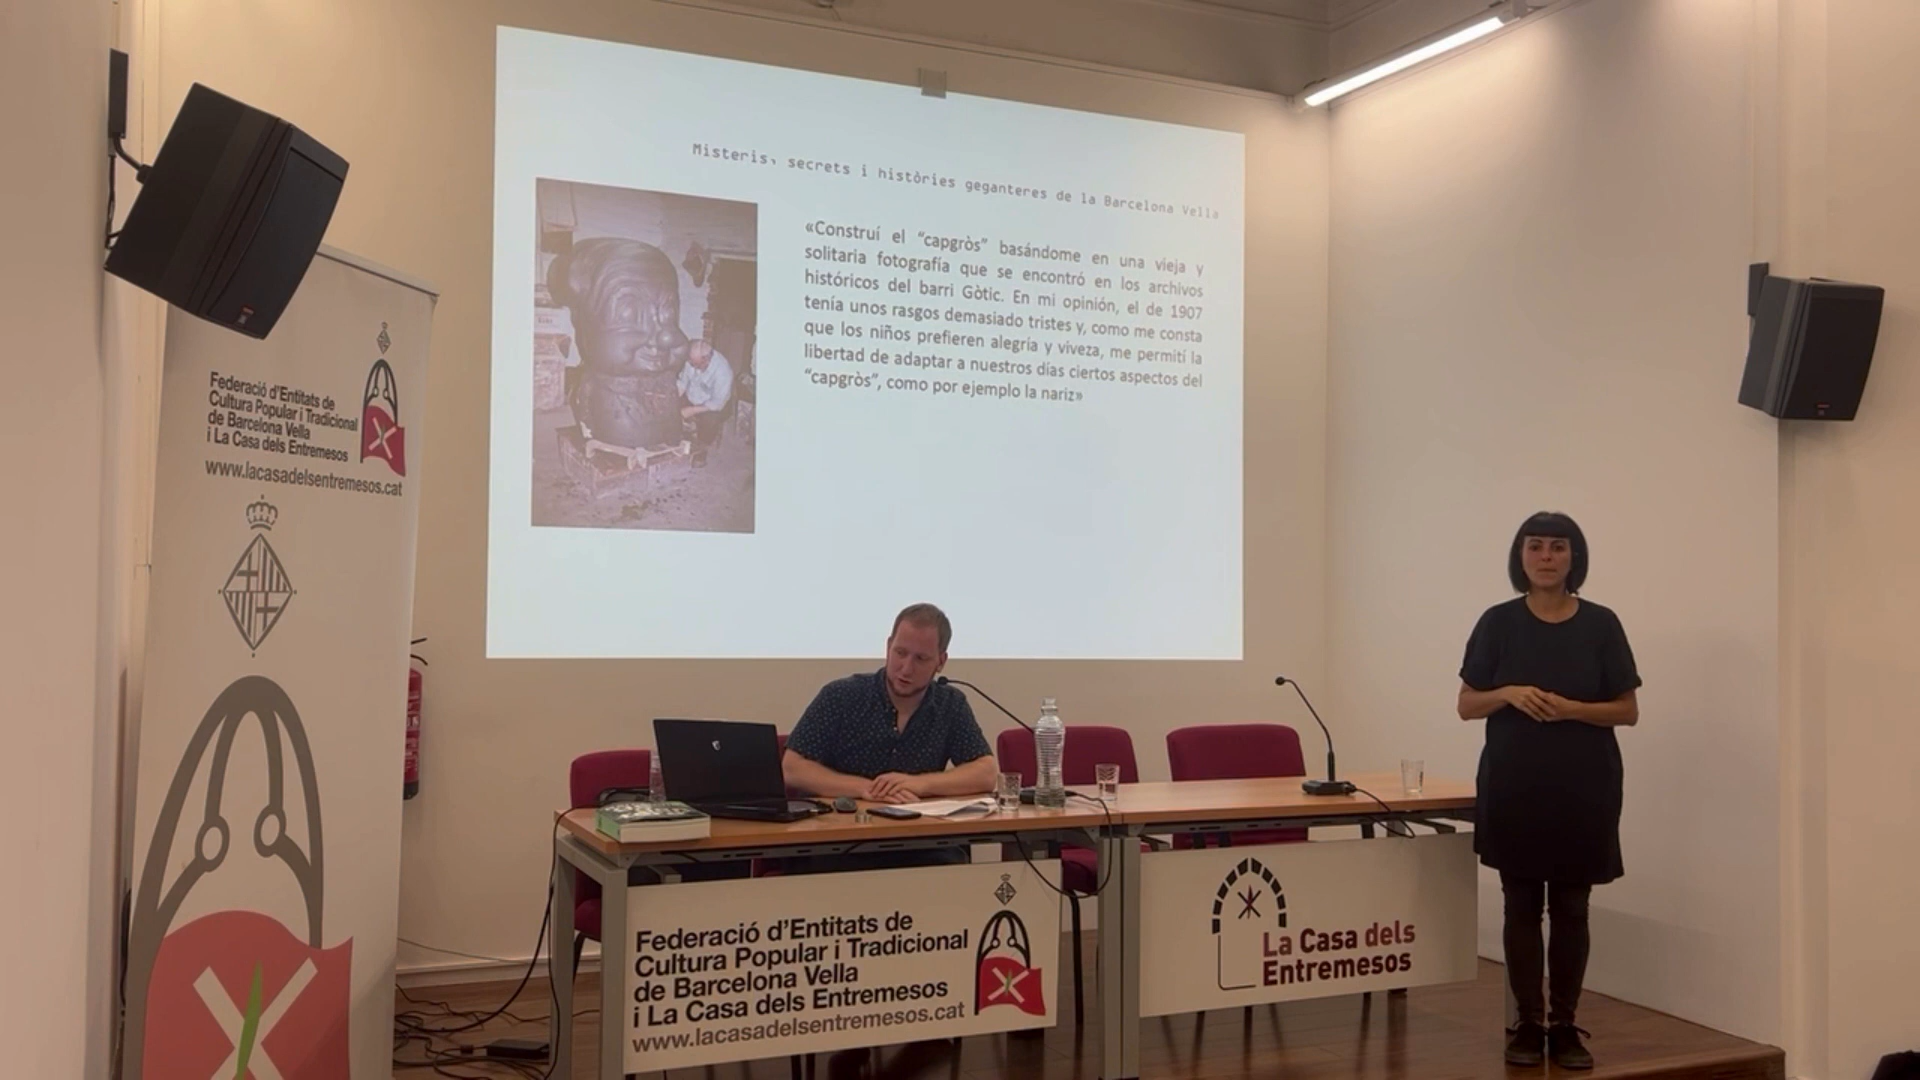 Misteris, secrets i històries geganteres de la Barcelona Vella
«Construí el “capgròs” basándome en una vieja y
solitaria fotografía que se encontró en los archivos
históricos del barri Gòtic. En mi opinión, el de 1907
tenía unos rasgos demasiado tristes y, como me consta
que los niños prefieren alegría y viveza, me permití la
libertad de adaptar a nuestros días ciertos aspectos del
“capgròs”, como por ejemplo la nariz»
Federació d'Entitats de
Cultura Popular i Tradicional
de Barcelona Vella
i La Casa dels Entremesos
www.lacasadelsentremesos.cat
Federació d'Entitats de
Cultura Popular i Tradicional
de Barcelona Vella
i La Casa dels Entremesos
www.lacasadelsentremesos.cat
La Casa dels
Entremesos